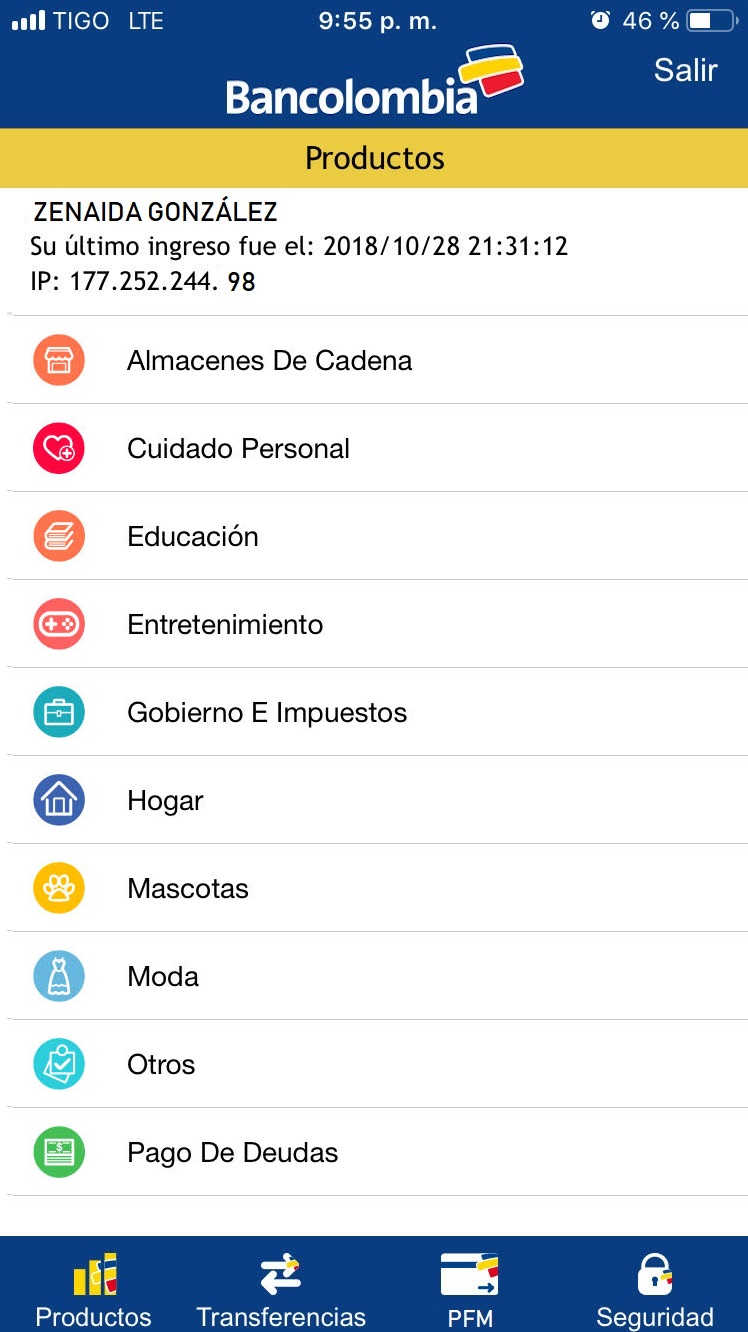 TIGO LTE 9:55 p. m. 46 %
Salir
Bancolombia
Productos
ZENAIDA GONZÁLEZ
Su último ingreso fue el: 2018/10/28 21:31:12
IP: 177.252.244. 98
Almacenes De Cadena
Cuidado Personal
Educación
Entretenimiento
Gobierno E Impuestos
Hogar
Mascotas
Moda
Otros
Pago De Deudas
Productos Transferencias PFM Seguridad